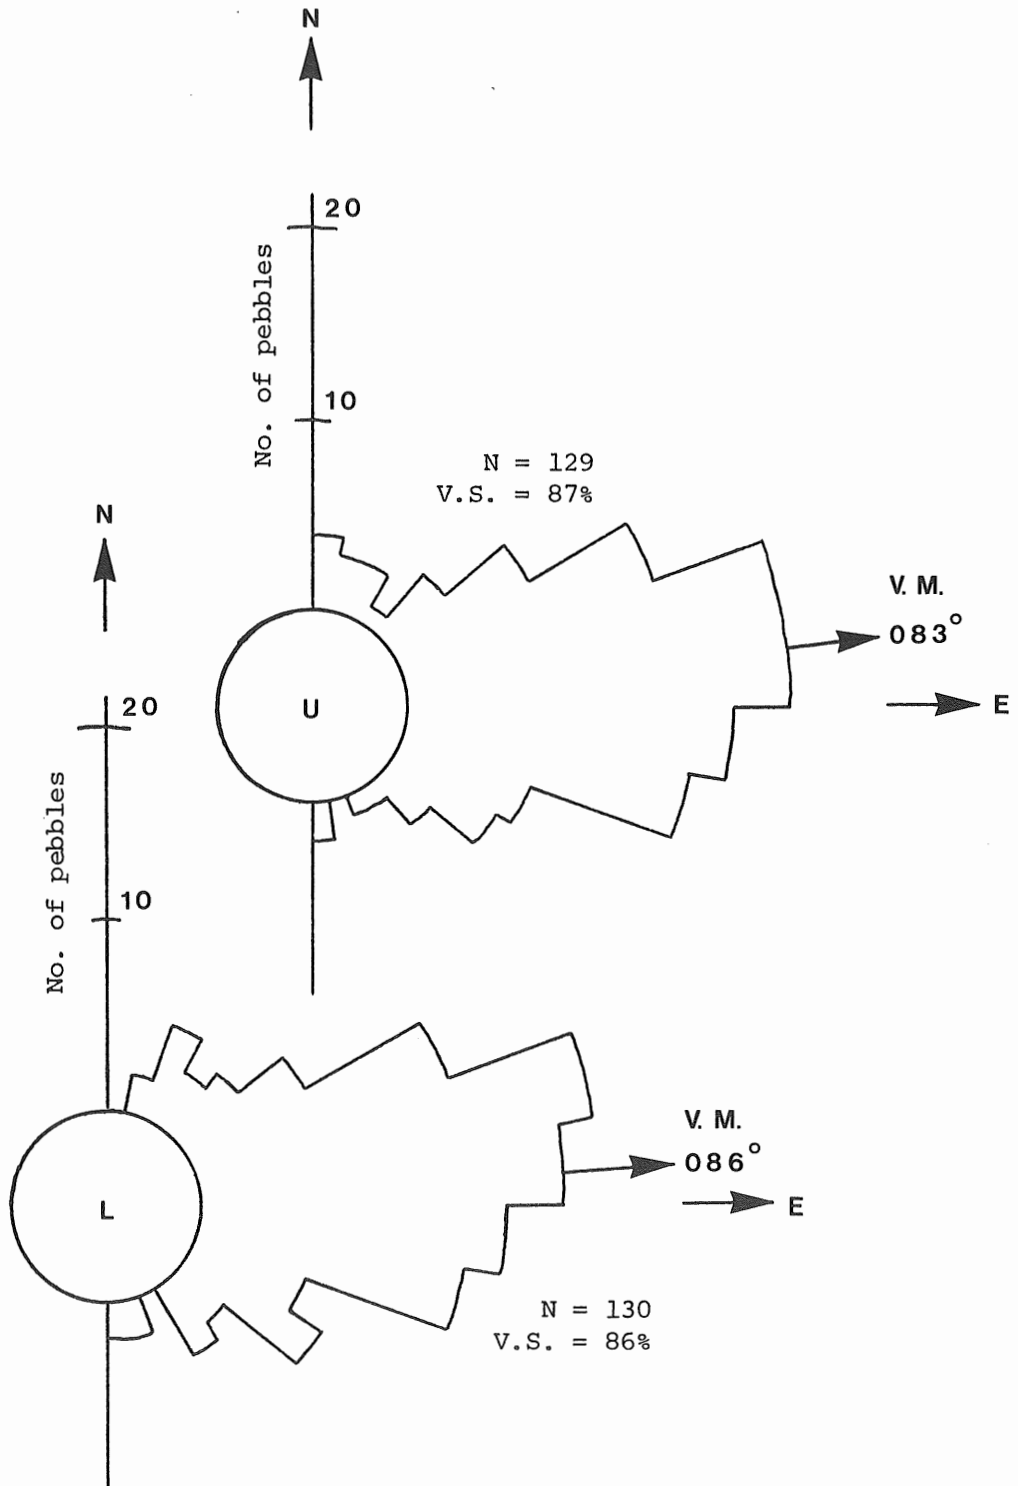 N
20
No. of pebbles
10
N = 129
V.S. = 87%
V. M.
083°
E
U
N
20
No. of pebbles
10
V. M.
086°
E
L
N = 130
V.S. = 86%